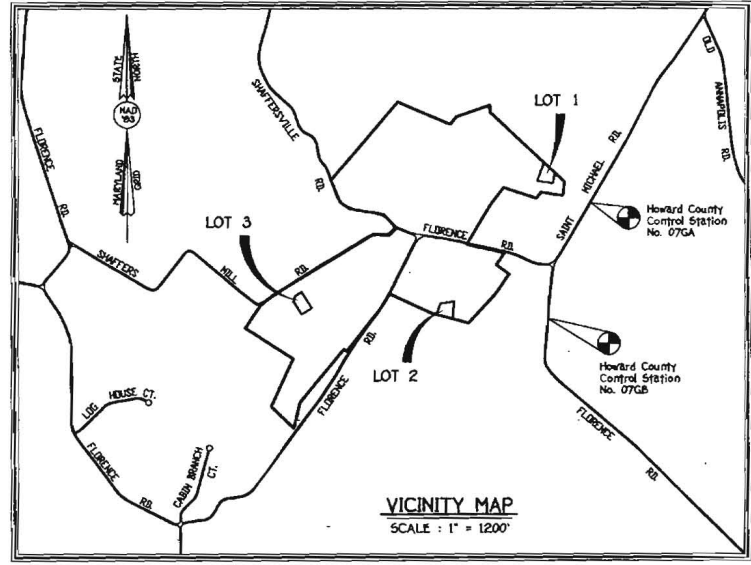 STATE NORTH
NAD '83
MARYLAND GRID
FLORENCE RD.
SHAFFERSVILLE RD.
LOT 1
OLD ANNAPOLIS RD.
SAINT MICHAEL RD.
Howard County
Control Station
No. 07GA
LOT 3
FLORENCE RD.
SHAFFERS MILL RD.
LOT 2
FLORENCE RD.
Howard County
Control Station
No. 07GB
LOG HOUSE CT.
FLORENCE RD.
CABIN BRANCH CT.
FLORENCE RD.
VICINITY MAP
SCALE : 1" = 1200'